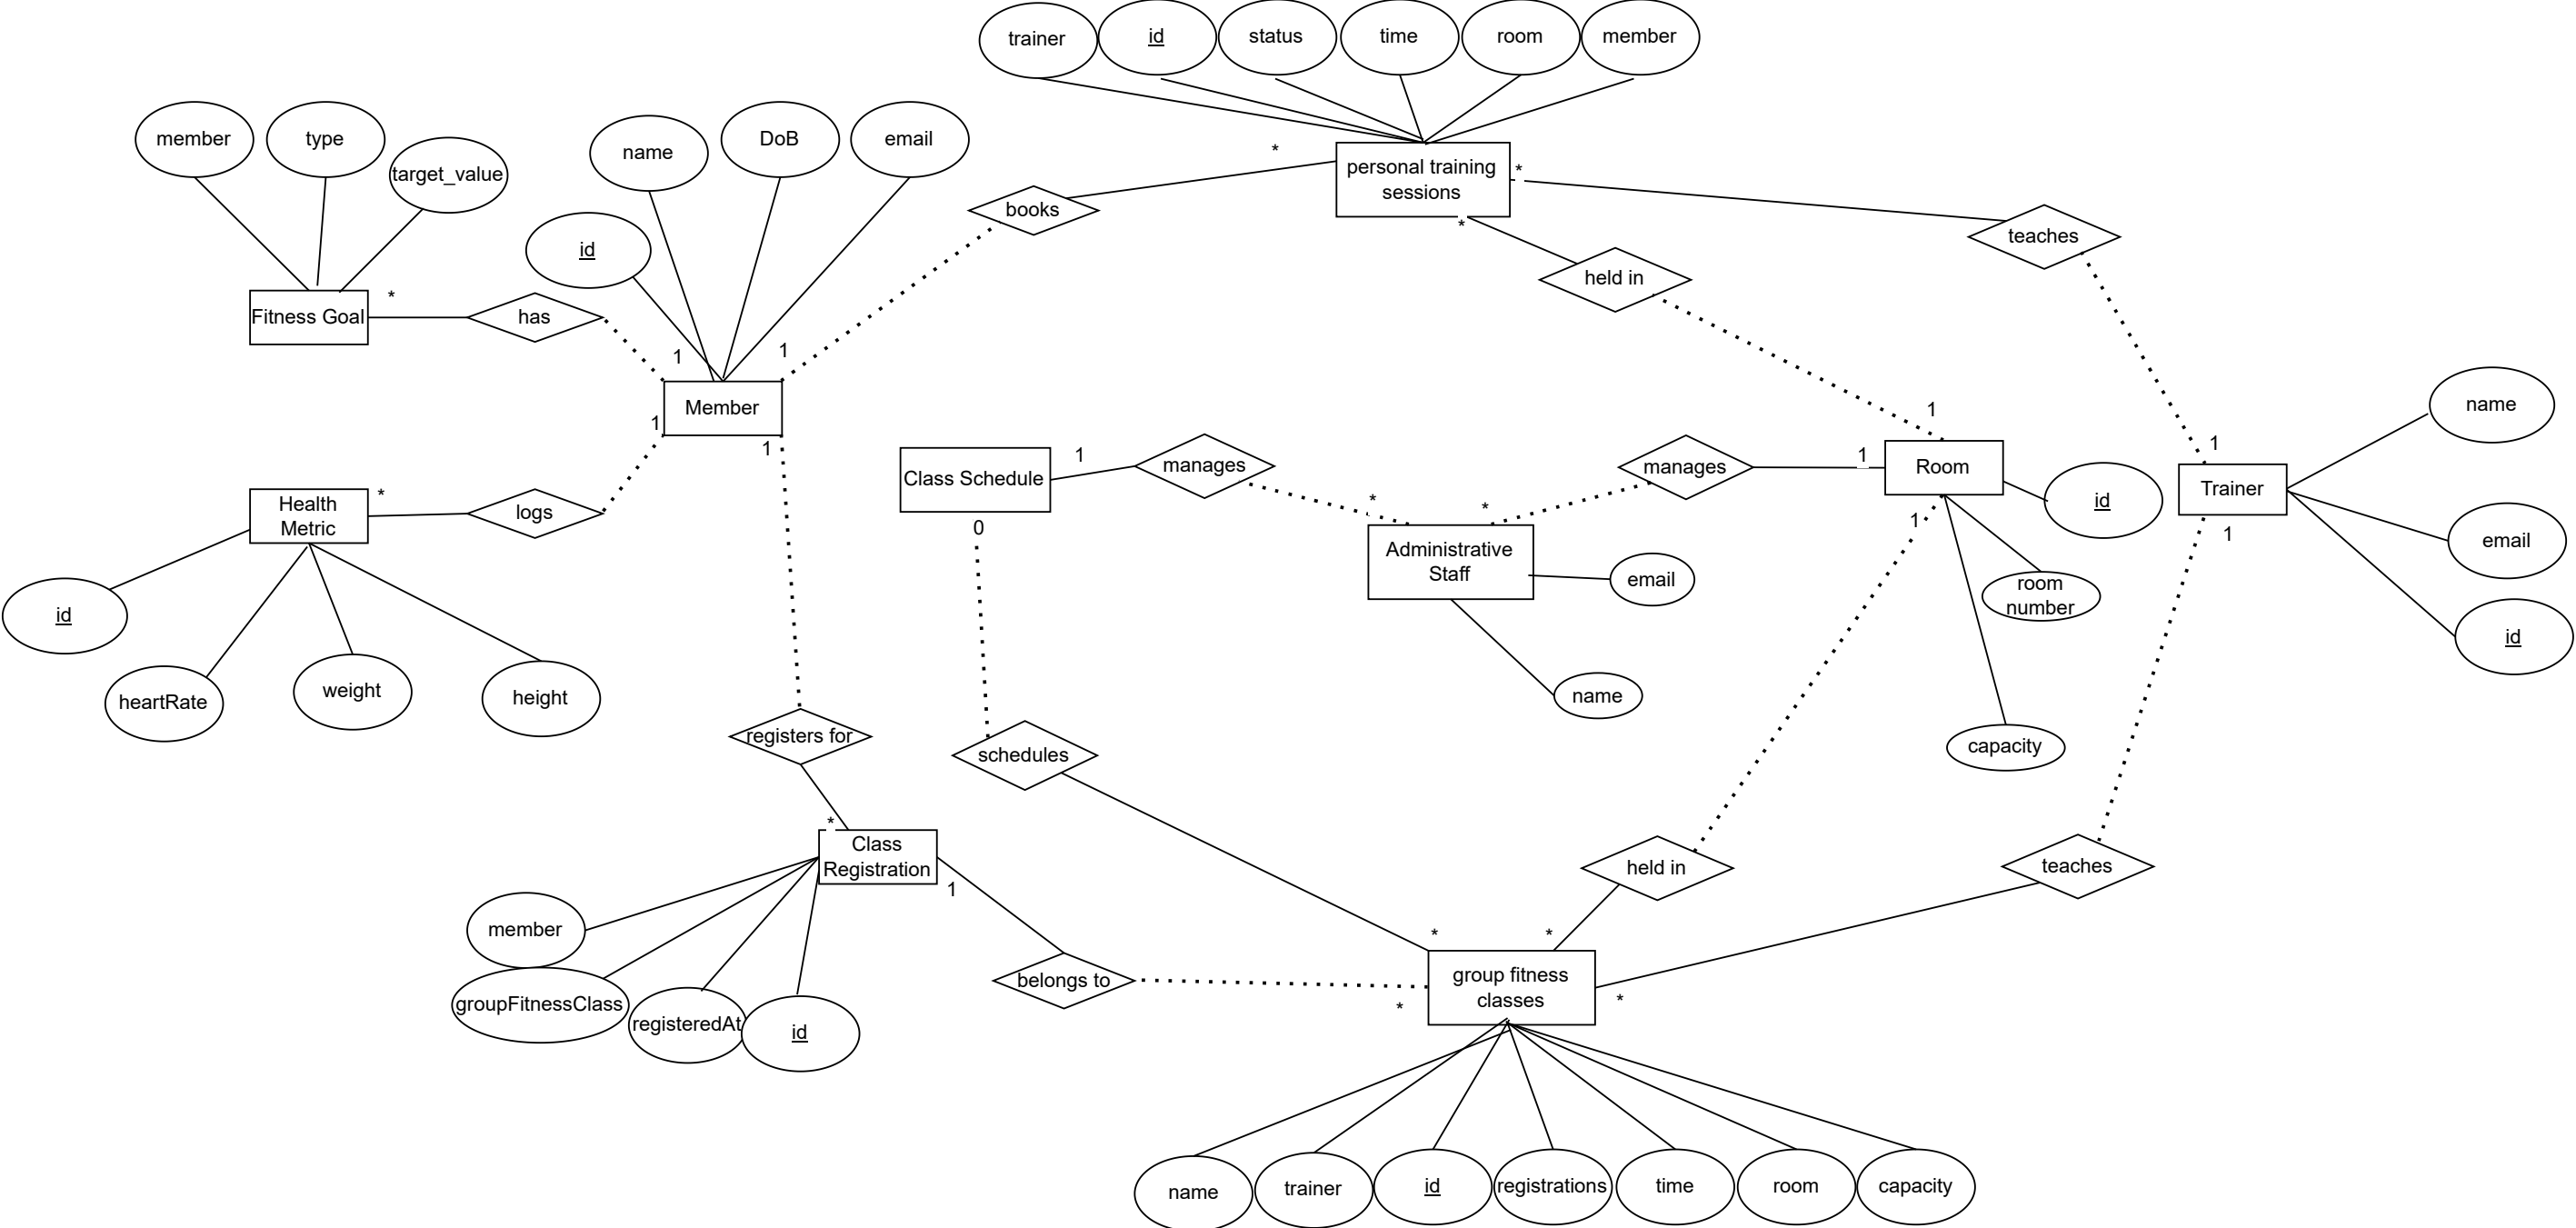 trainer
id
status
time
room
member
member
type
target_value
name
DoB
email
id
personal training
sessions
*
*
*
books
teaches
held in
Fitness Goal
*
has
1
1
Member
1
1
Health
Metric
*
logs
id
heartRate
weight
height
Class Schedule
1
manages
0
*
*
manages
1
Room
1
1
id
room
number
capacity
Administrative
Staff
email
name
1
Trainer
1
name
email
id
registers for
schedules
*
Class
Registration
1
member
groupFitnessClass
registeredAt
id
belongs to
held in
teaches
*
*
*
*
group fitness
classes
name
trainer
id
registrations
time
room
capacity